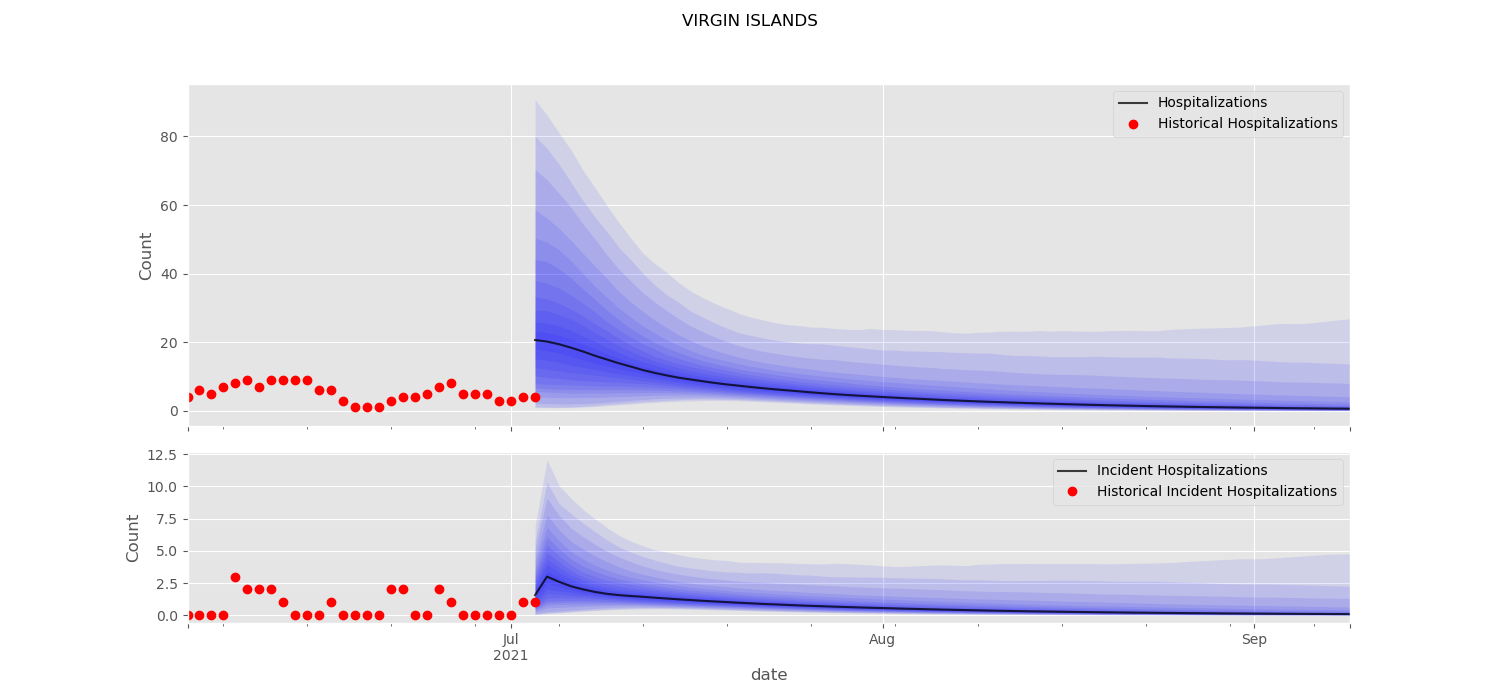 VIRGIN ISLANDS
Hospitalizations
Historical Hospitalizations
80
60
40
20
0
Count
Incident Hospitalizations
Historical Incident Hospitalizations
12.5
10.0
7.5
5.0
2.5
0.0
Count
Jul
2021
Aug
Sep
date